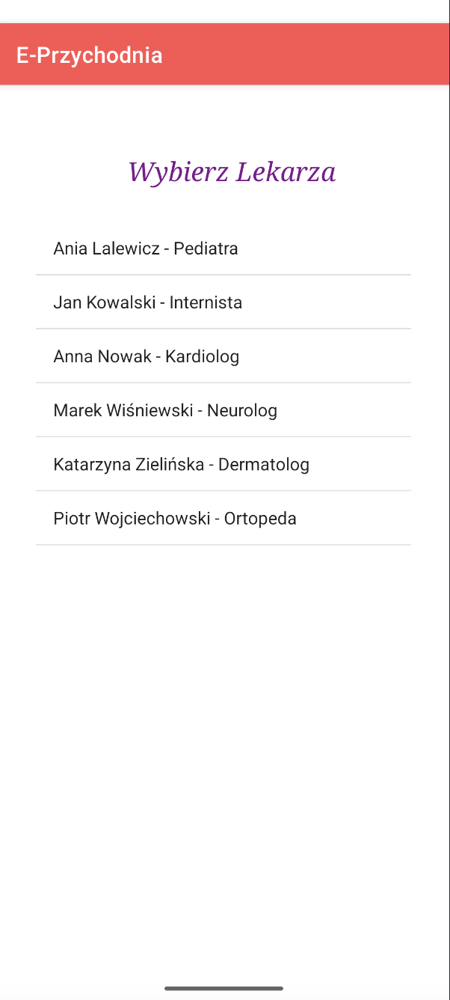 E-Przychodnia
Wybierz Lekarza
Ania Lalewicz - Pediatra
Jan Kowalski - Internista
Anna Nowak - Kardiolog
Marek Wiśniewski - Neurolog
Katarzyna Zielińska - Dermatolog
Piotr Wojciechowski - Ortopeda